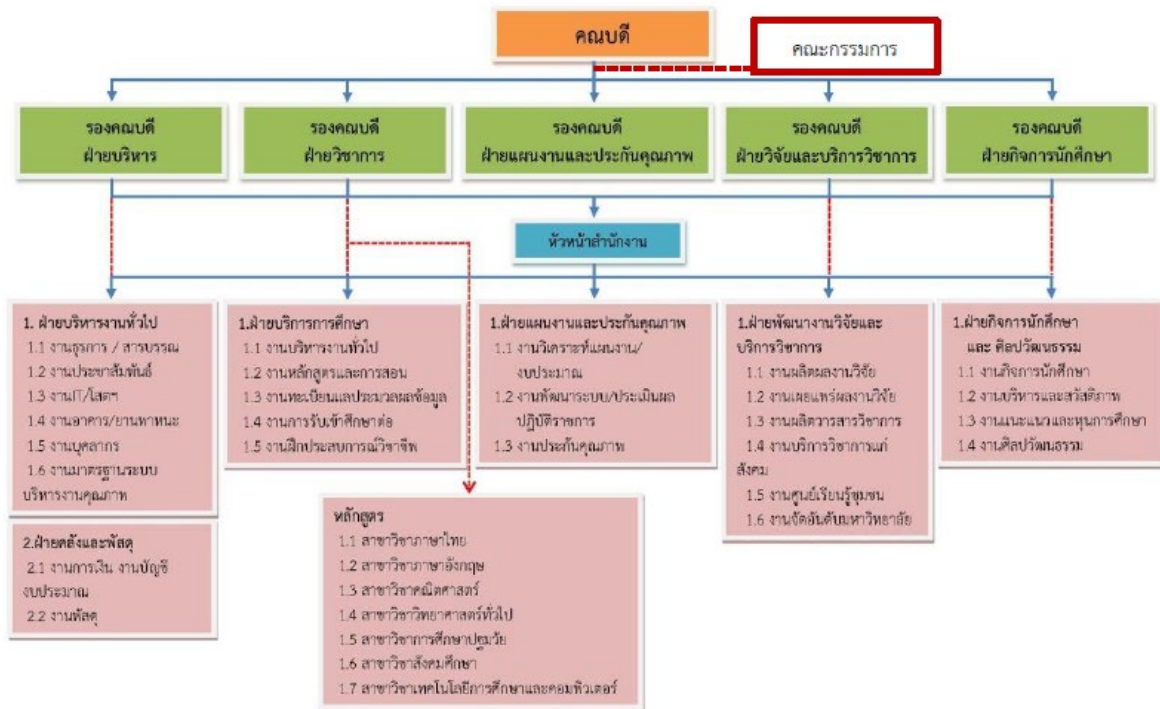 คณบดี
คณะกรรมการ
รองคณบดี
ฝ่ายบริหาร
รองคณบดี
ฝ่ายวิชาการ
รองคณบดี
ฝ่ายแผนงานและประกันคุณภาพ
รองคณบดี
ฝ่ายวิจัยและบริการวิชาการ
รองคณบดี
ฝ่ายกิจการนักศึกษา
หัวหน้าสำนักงาน
1. ฝ่ายบริหารงานทั่วไป
1.1 งานธุรการ / สารบรรณ
1.2 งานประชาสัมพันธ์
1.3 งานIT/โสตฯ
1.4 งานอาคาร/ยานพาหนะ
1.5 งานบุคลากร
1.6 งานมาตรฐานระบบ
บริหารงานคุณภาพ
2.ฝ่ายคลังและพัสดุ
2.1 งานการเงิน งานบัญชี
งบประมาณ
2.2 งานพัสดุ
1.ฝ่ายบริการการศึกษา
1.1 งานบริหารงานทั่วไป
1.2 งานหลักสูตรและการสอน
1.3 งานทะเบียนและประมวลผลข้อมูล
1.4 งานการรับเข้าศึกษาต่อ
1.5 งานฝึกประสบการณ์วิชาชีพ
หลักสูตร
1.1 สาขาวิชาภาษาไทย
1.2 สาขาวิชาภาษาอังกฤษ
1.3 สาขาวิชาคณิตศาสตร์
1.4 สาขาวิชาวิทยาศาสตร์ทั่วไป
1.5 สาขาวิชาการศึกษาปฐมวัย
1.6 สาขาวิชาสังคมศึกษา
1.7 สาขาวิชาเทคโนโลยีการศึกษาและคอมพิวเตอร์
1.ฝ่ายแผนงานและประกันคุณภาพ
1.1 งานวิเคราะห์แผนงาน/
งบประมาณ
1.2 งานพัฒนาระบบ/ประเมินผล
ปฏิบัติราชการ
1.3 งานประกันคุณภาพ
1.ฝ่ายพัฒนางานวิจัยและ
บริการวิชาการ
1.1 งานผลิตผลงานวิจัย
1.2 งานเผยแพร่ผลงานวิจัย
1.3 งานผลิตวารสารวิชาการ
1.4 งานบริการวิชาการแก่
สังคม
1.5 งานศูนย์เรียนรู้ชุมชน
1.6 งานจัดอันดับมหาวิทยาลัย
1.ฝ่ายกิจการนักศึกษา
และ ศิลปวัฒนธรรม
1.1 งานกิจการนักศึกษา
1.2 งานบริหารและสวัสดิภาพ
1.3 งานแนะแนวและทุนการศึกษา
1.4 งานศิลปวัฒนธรรม